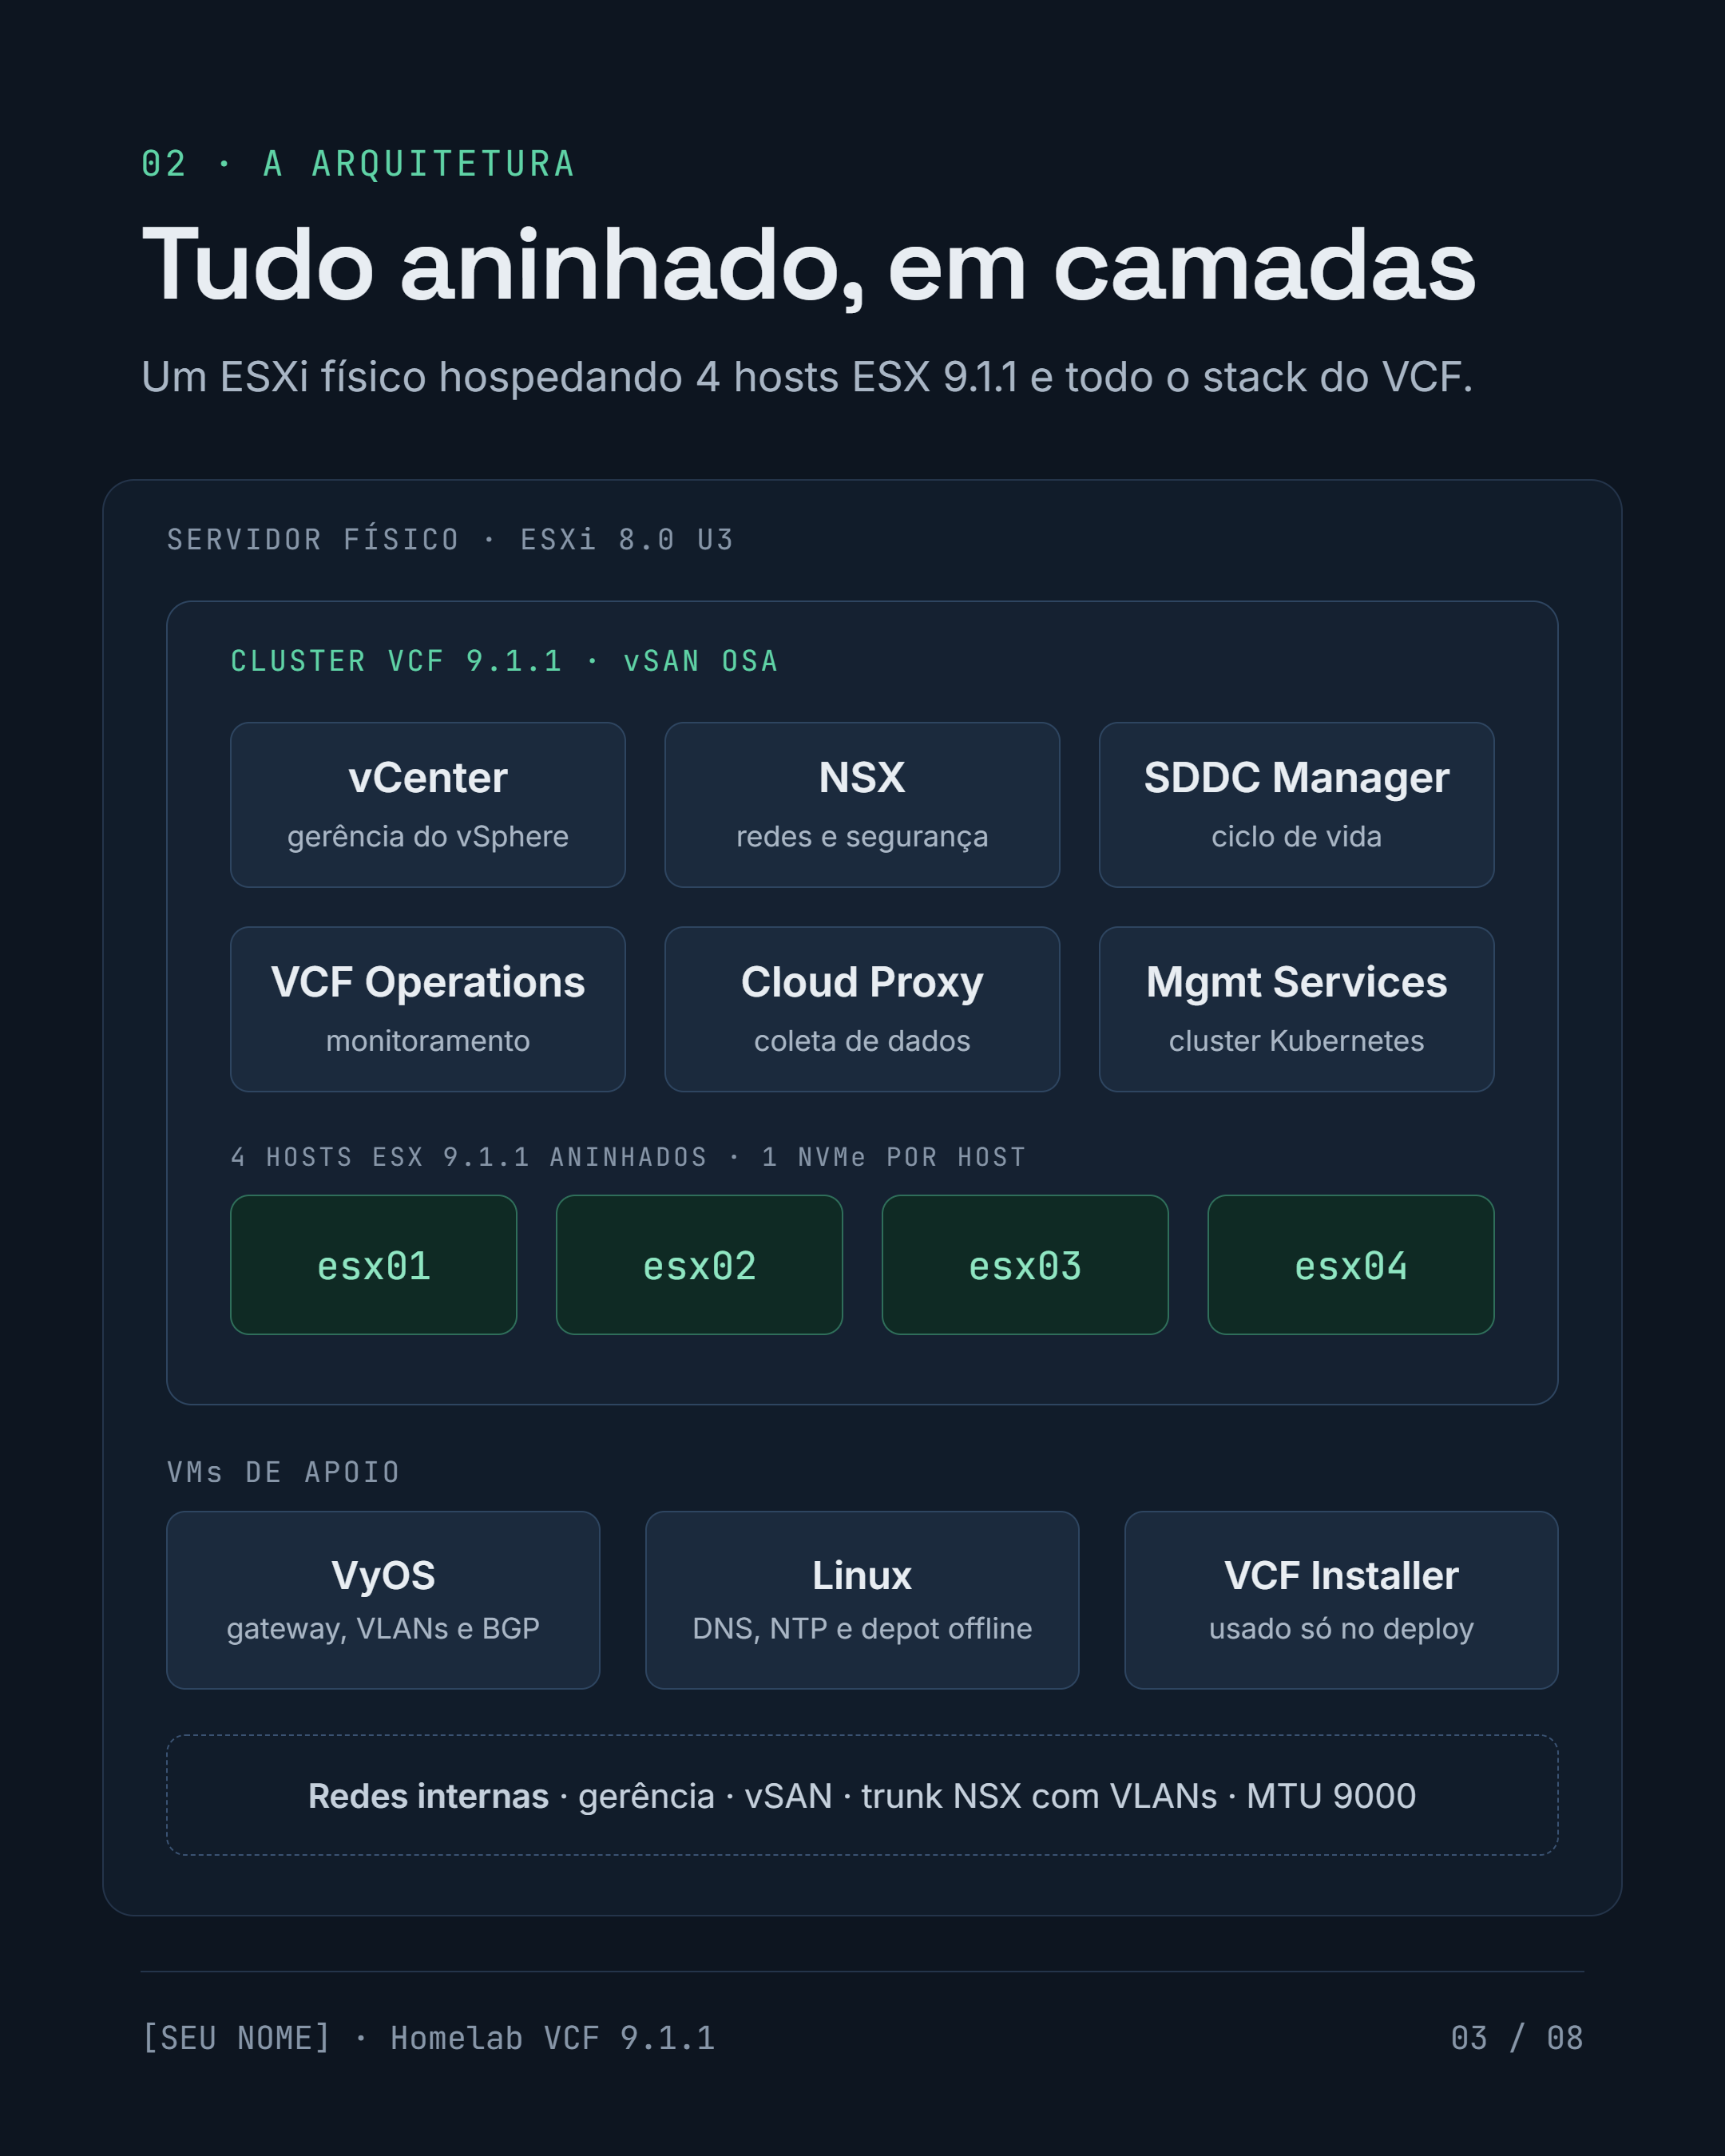 02 · A ARQUITETURA
Tudo aninhado, em camadas
Um ESXi físico hospedando 4 hosts ESX 9.1.1 e todo o stack do VCF.
SERVIDOR FÍSICO · ESXi 8.0 U3
CLUSTER VCF 9.1.1 · vSAN OSA
vCenter
gerência do vSphere
NSX
redes e segurança
SDDC Manager
ciclo de vida
VCF Operations
monitoramento
Cloud Proxy
coleta de dados
Mgmt Services
cluster Kubernetes
4 HOSTS ESX 9.1.1 ANINHADOS · 1 NVMe POR HOST
esx01
esx02
esx03
esx04
VMs DE APOIO
VyOS
gateway, VLANs e BGP
Linux
DNS, NTP e depot offline
VCF Installer
usado só no deploy
Redes internas · gerência · vSAN · trunk NSX com VLANs · MTU 9000
[SEU NOME] · Homelab VCF 9.1.1
03 / 08